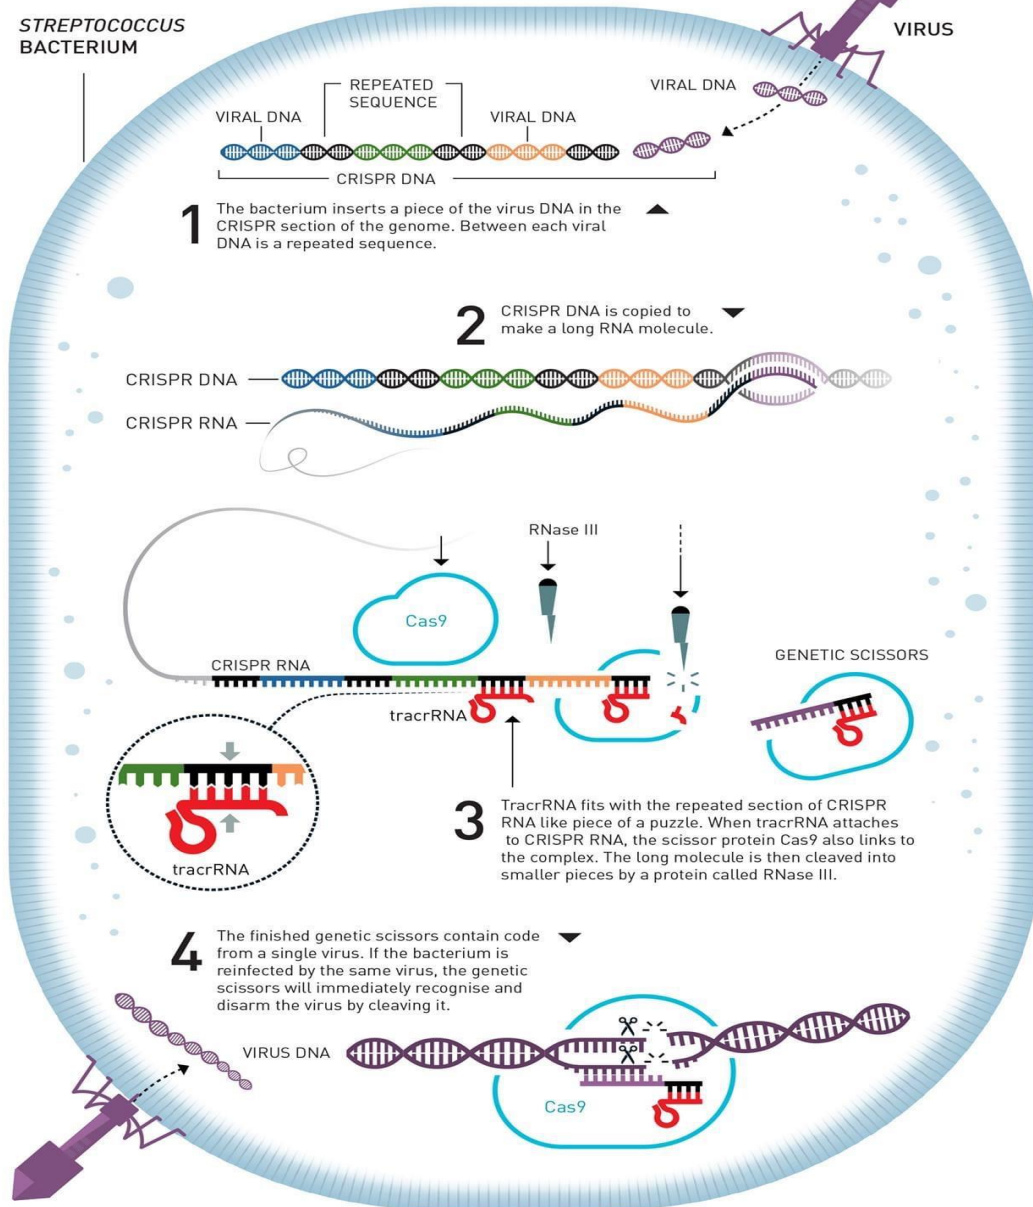 STREPTOCOCCUS
BACTERIUM
VIRUS
REPEATED
SEQUENCE
VIRAL DNA
VIRAL DNA
VIRAL DNA
CRISPR DNA
1
The bacterium inserts a piece of the virus DNA in the
CRISPR section of the genome. Between each viral
DNA is a repeated sequence.
2
CRISPR DNA is copied to
make a long RNA molecule.
CRISPR DNA
CRISPR RNA
RNase III
Cas9
CRISPR RNA
GENETIC SCISSORS
tracrRNA
tracrRNA
3
TracrRNA fits with the repeated section of CRISPR
RNA like piece of a puzzle. When tracrRNA attaches
to CRISPR RNA, the scissor protein Cas9 also links to
the complex. The long molecule is then cleaved into
smaller pieces by a protein called RNase III.
4
The finished genetic scissors contain code
from a single virus. If the bacterium is
reinfected by the same virus, the genetic
scissors will immediately recognise and
disarm the virus by cleaving it.
VIRUS DNA
Cas9